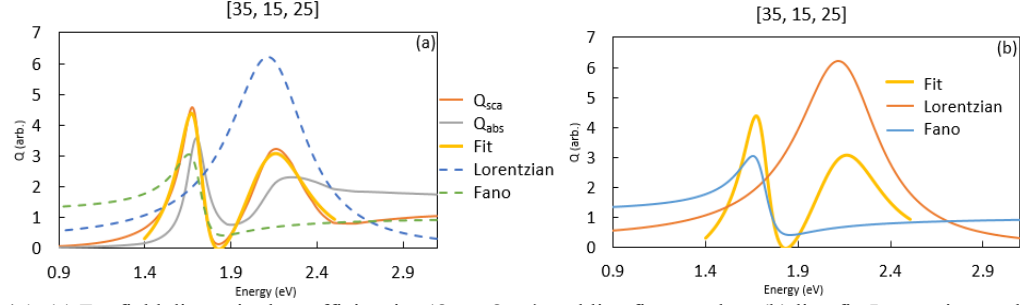 [35, 15, 25]
(a)
7
6
5
4
3
2
1
0
Q (arb.)
0.9 1.4 1.9 2.4 2.9
Energy (eV)
Qsca
Qabs
Fit
Lorentzian
Fano
[35, 15, 25]
(b)
7
6
5
4
3
2
1
0
Q (arb.)
0.9 1.4 1.9 2.4 2.9
Energy (eV)
Fit
Lorentzian
Fano